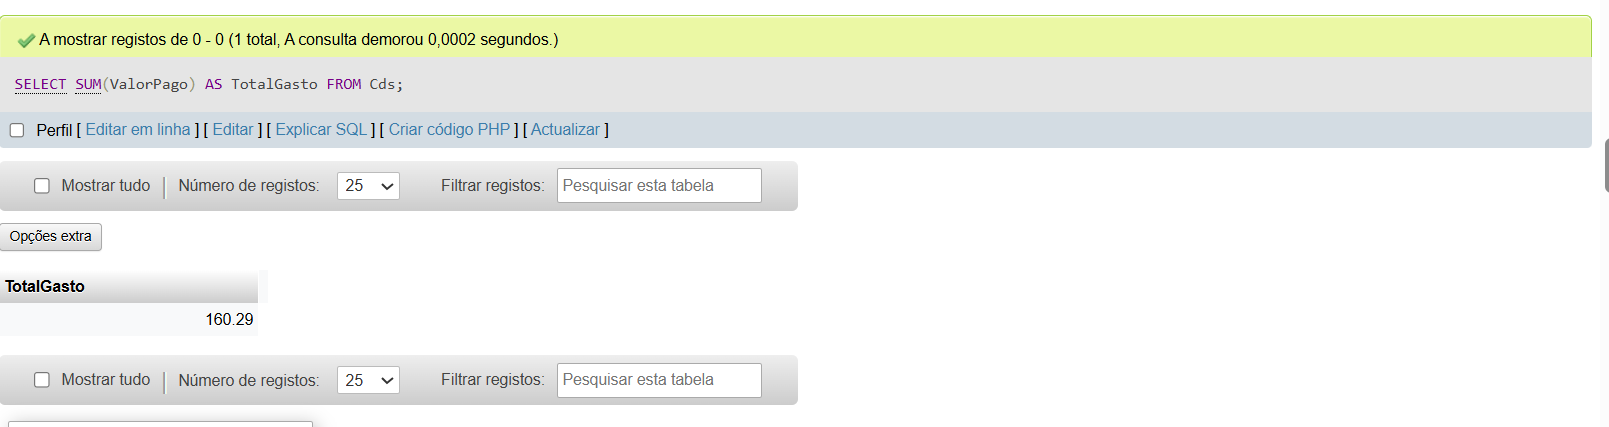 A mostrar registos de 0 - 0 (1 total, A consulta demorou 0,0002 segundos.)
SELECT SUM(ValorPago) AS TotalGasto FROM Cds;
Perfil [ Editar em linha ] [ Editar ] [ Explicar SQL ] [ Criar código PHP ] [ Actualizar ]
Mostrar tudo | Número de registos: 25 Filtrar registos: Pesquisar esta tabela
Opções extra
TotalGasto
160.29
Mostrar tudo | Número de registos: 25 Filtrar registos: Pesquisar esta tabela